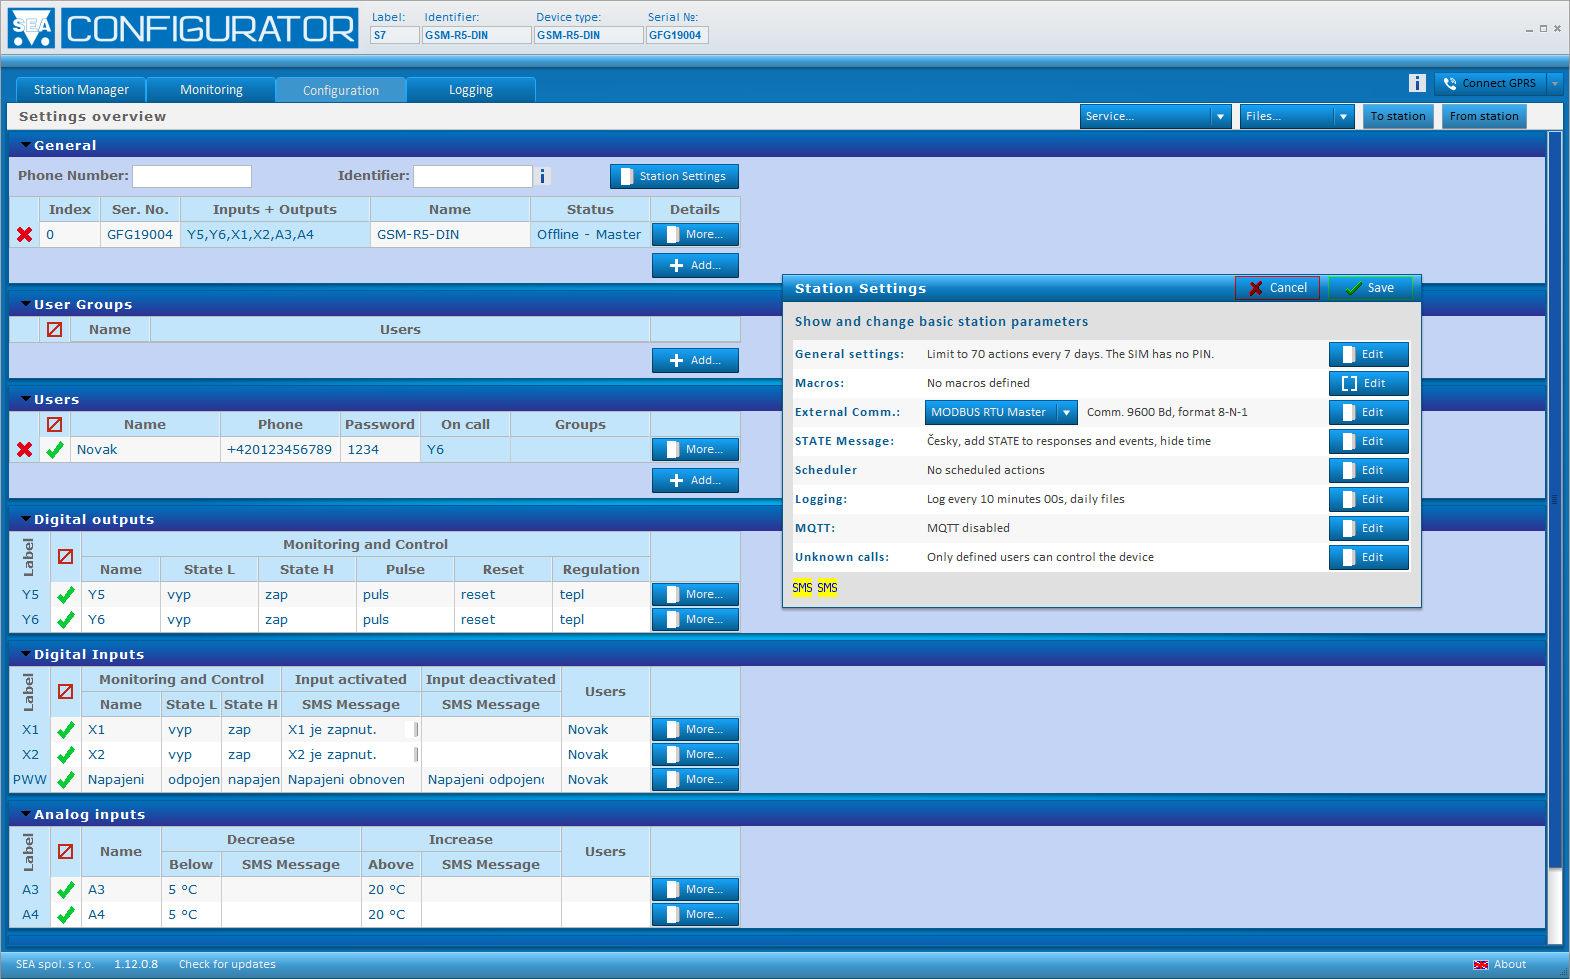 SEA CONFIGURATOR
Label: Identifier: Device type: Serial №:
S7 GSM-R5-DIN GSM-R5-DIN GFG19004
Station Manager Monitoring Configuration Logging i Connect GPRS
Settings overview Service... Files... To station From station
General
Phone Number: Identifier: i Station Settings
Index Ser. No. Inputs + Outputs Name Status Details
0 GFG19004 Y5,Y6,X1,X2,A3,A4 GSM-R5-DIN Offline - Master More...
Add...
User Groups
Name Users
Add...
Users
Name Phone Password On call Groups
Novak +420123456789 1234 Y6 More...
Add...
Station Settings Cancel Save
Show and change basic station parameters
General settings: Limit to 70 actions every 7 days. The SIM has no PIN. Edit
Macros: No macros defined Edit
External Comm.: MODBUS RTU Master Comm. 9600 Bd, format 8-N-1 Edit
STATE Message: Česky, add STATE to responses and events, hide time Edit
Scheduler No scheduled actions Edit
Logging: Log every 10 minutes 00s, daily files Edit
MQTT: MQTT disabled Edit
Unknown calls: Only defined users can control the device Edit
SMS SMS
Digital outputs
Label Monitoring and Control
Name State L State H Pulse Reset Regulation
Y5 Y5 vyp zap puls reset tepl More...
Y6 Y6 vyp zap puls reset tepl More...
Digital Inputs
Label Monitoring and Control Input activated Input deactivated Users
Name State L State H SMS Message SMS Message
X1 X1 vyp zap X1 je zapnut. Novak More...
X2 X2 vyp zap X2 je zapnut. Novak More...
PWW Napajeni odpojen napajen Napajeni obnoven Napajeni odpojeno Novak More...
Analog inputs
Label Name Decrease Increase Users
Below SMS Message Above SMS Message
A3 A3 5 °C 20 °C More...
A4 A4 5 °C 20 °C More...
SEA spol. s r.o. 1.12.0.8 Check for updates About